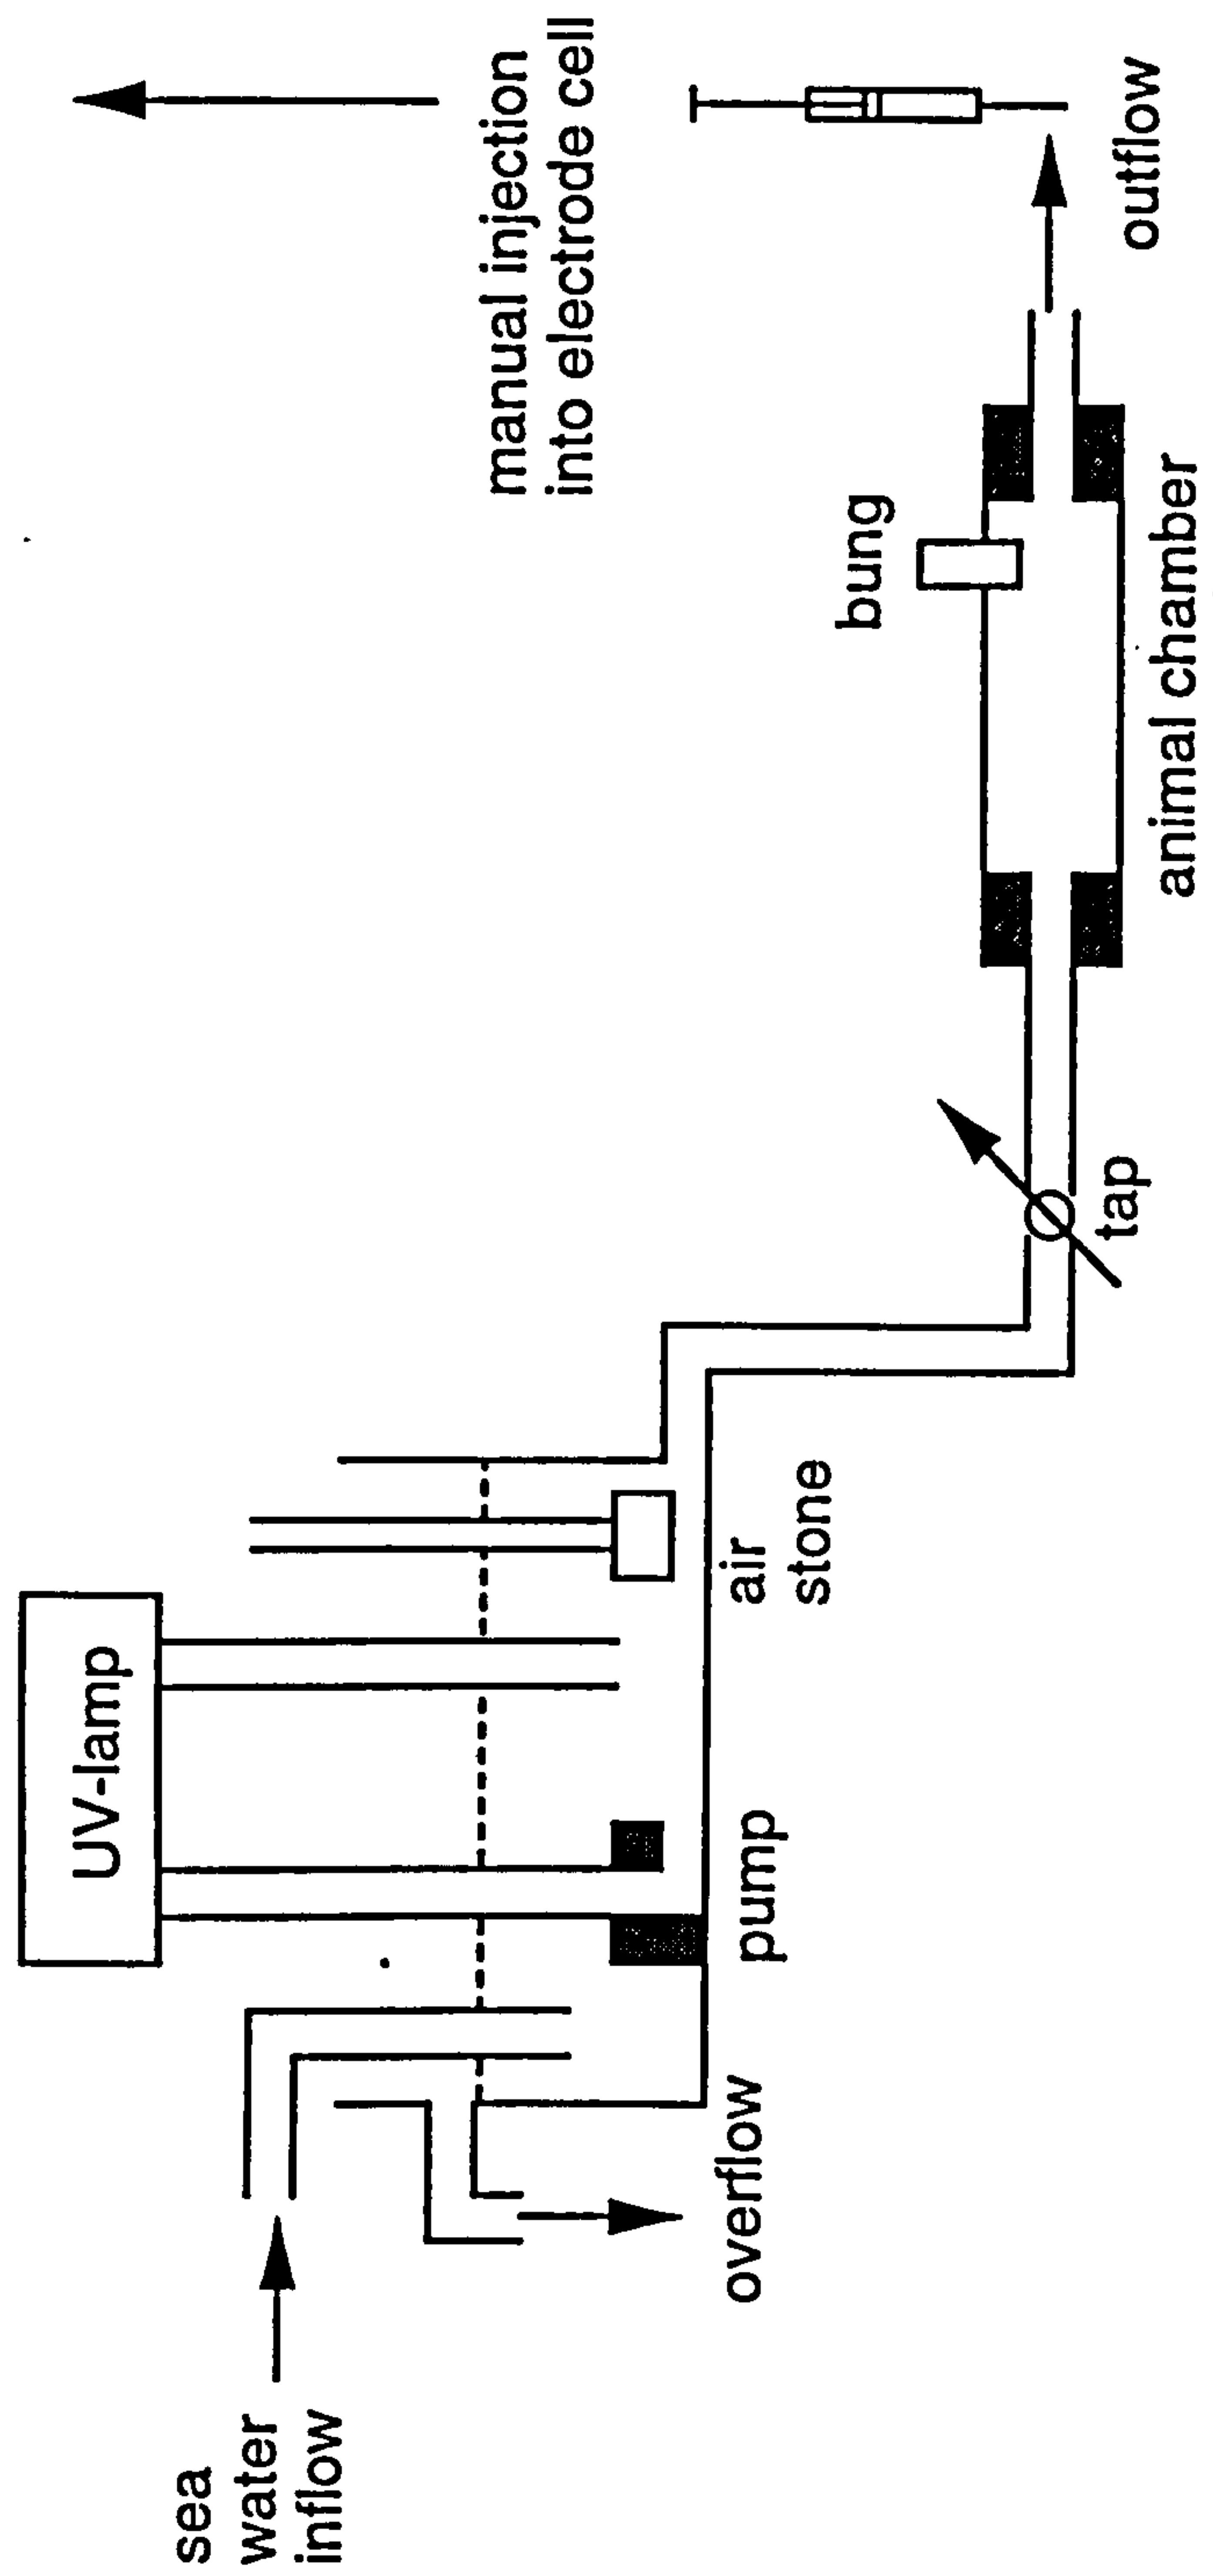 sea
water
inflow
overflow
UV-lamp
pump
air
stone
tap
animal chamber
bung
manual injection
into electrode cell
outflow